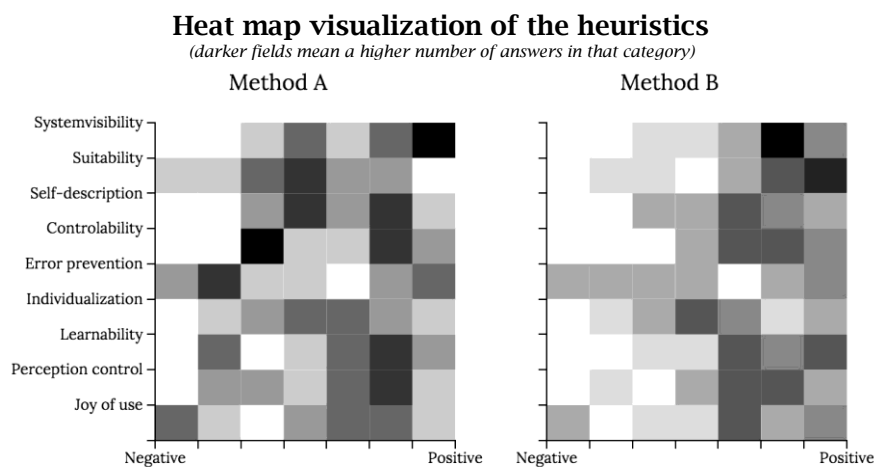 Heat map visualization of the heuristics
(darker fields mean a higher number of answers in that category)
Method A
Method B
Systemvisibility
Suitability
Self-description
Controlability
Error prevention
Individualization
Learnability
Perception control
Joy of use
Negative
Positive
Negative
Positive